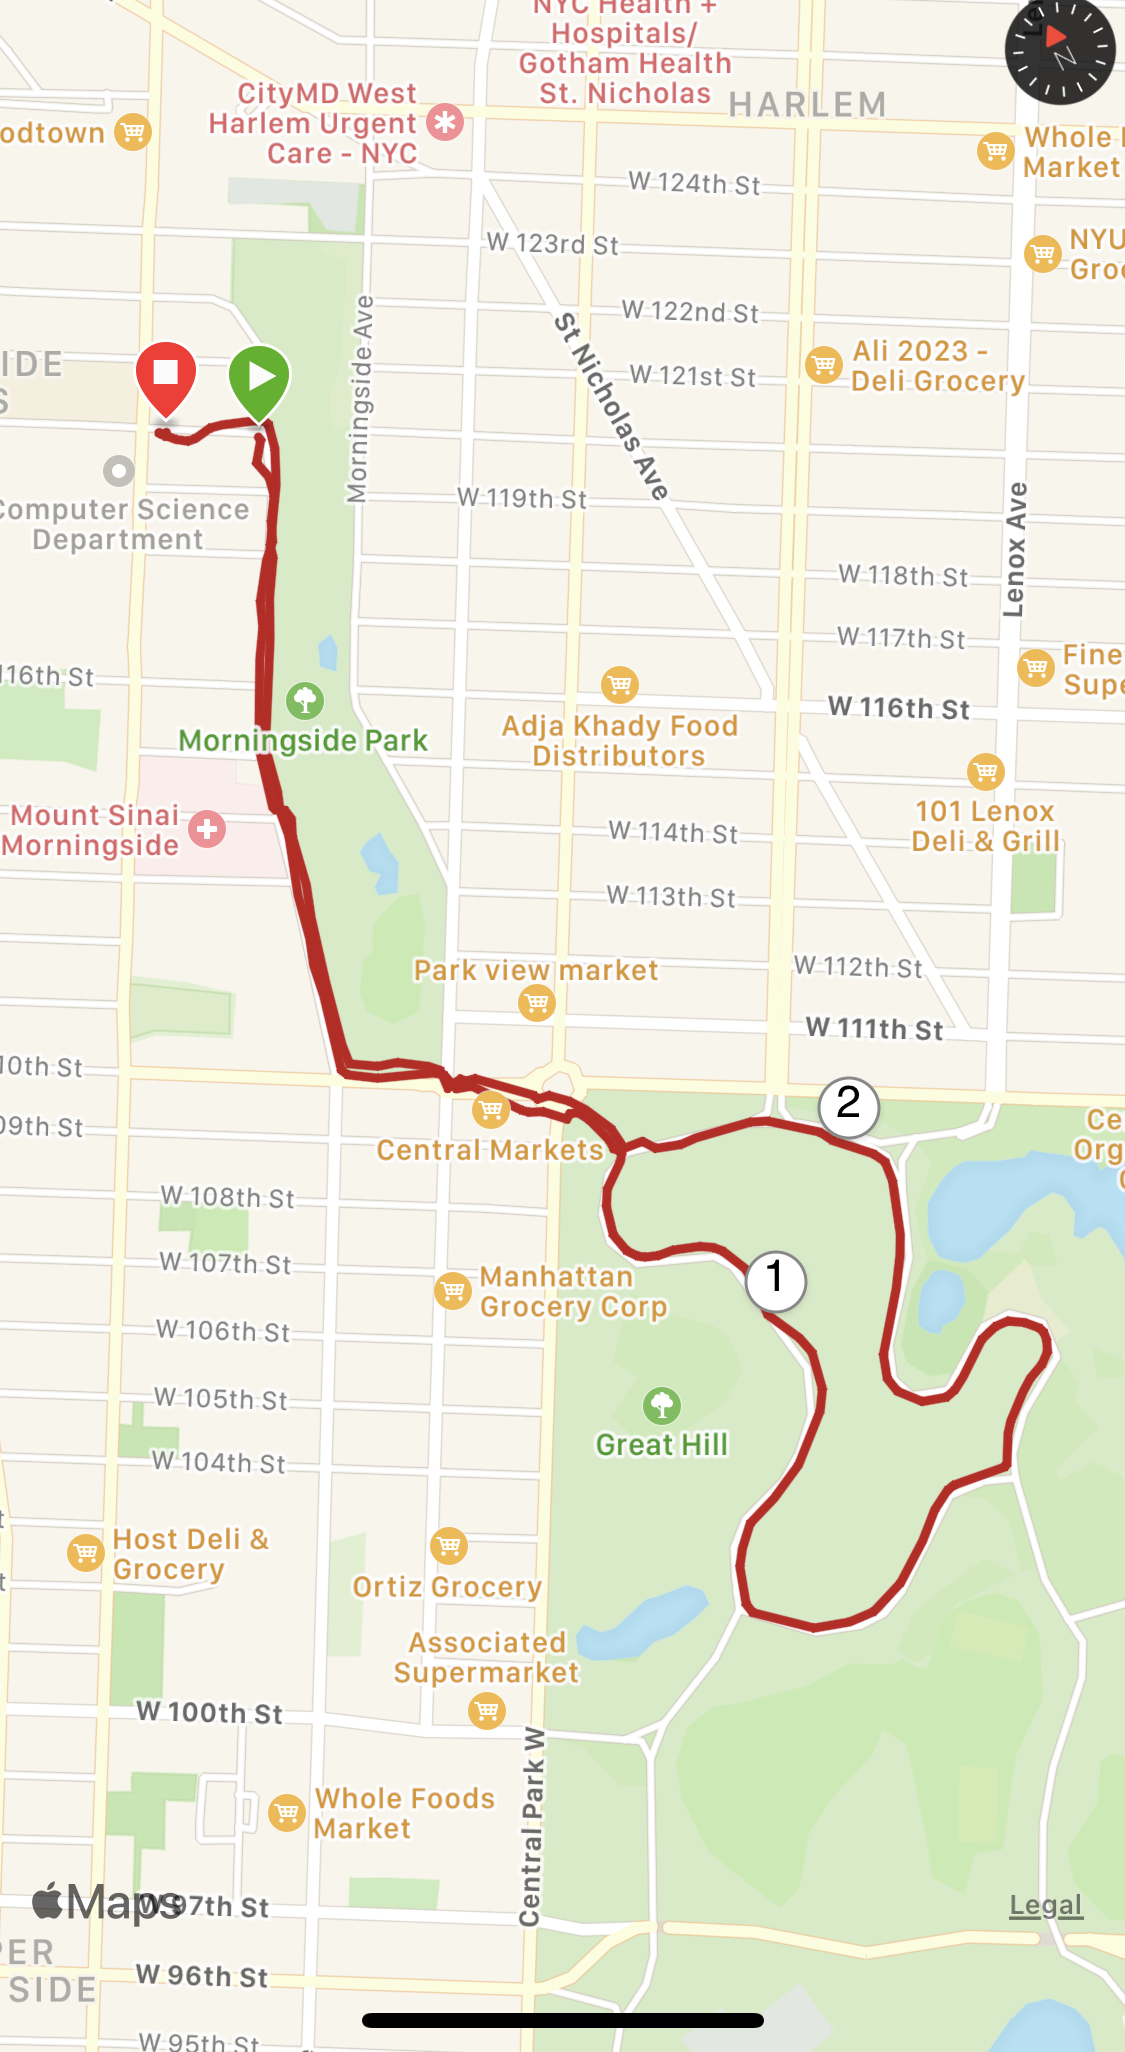 NYC Health +
Hospitals/
Gotham Health
St. Nicholas
N
CityMD West
Harlem Urgent
Care - NYC
HARLEM
odtown
Whole
Market
W 124th St
W 123rd St
NYU
W 122nd St
Morningside Ave
St Nicholas Ave
IDE
S
Ali 2023 -
Deli Grocery
W 121st St
W 119th St
Lenox Ave
Computer Science
Department
W 118th St
W 117th St
116th St
Fine
Supe
W 116th St
Adja Khady Food
Distributors
Morningside Park
Mount Sinai
Morningside
101 Lenox
Deli & Grill
W 114th St
W 113th St
Park view market
W 112th St
W 111th St
10th St
2
09th St
Central Markets
Ce
Org
W 108th St
W 107th St
Manhattan
Grocery Corp
1
W 106th St
W 105th St
Great Hill
W 104th St
Host Deli &
Grocery
Ortiz Grocery
Associated
Supermarket
W 100th St
Central Park W
Whole Foods
Market
Maps
W 97th St
Legal
PER
SIDE
W 96th St
W 95th St